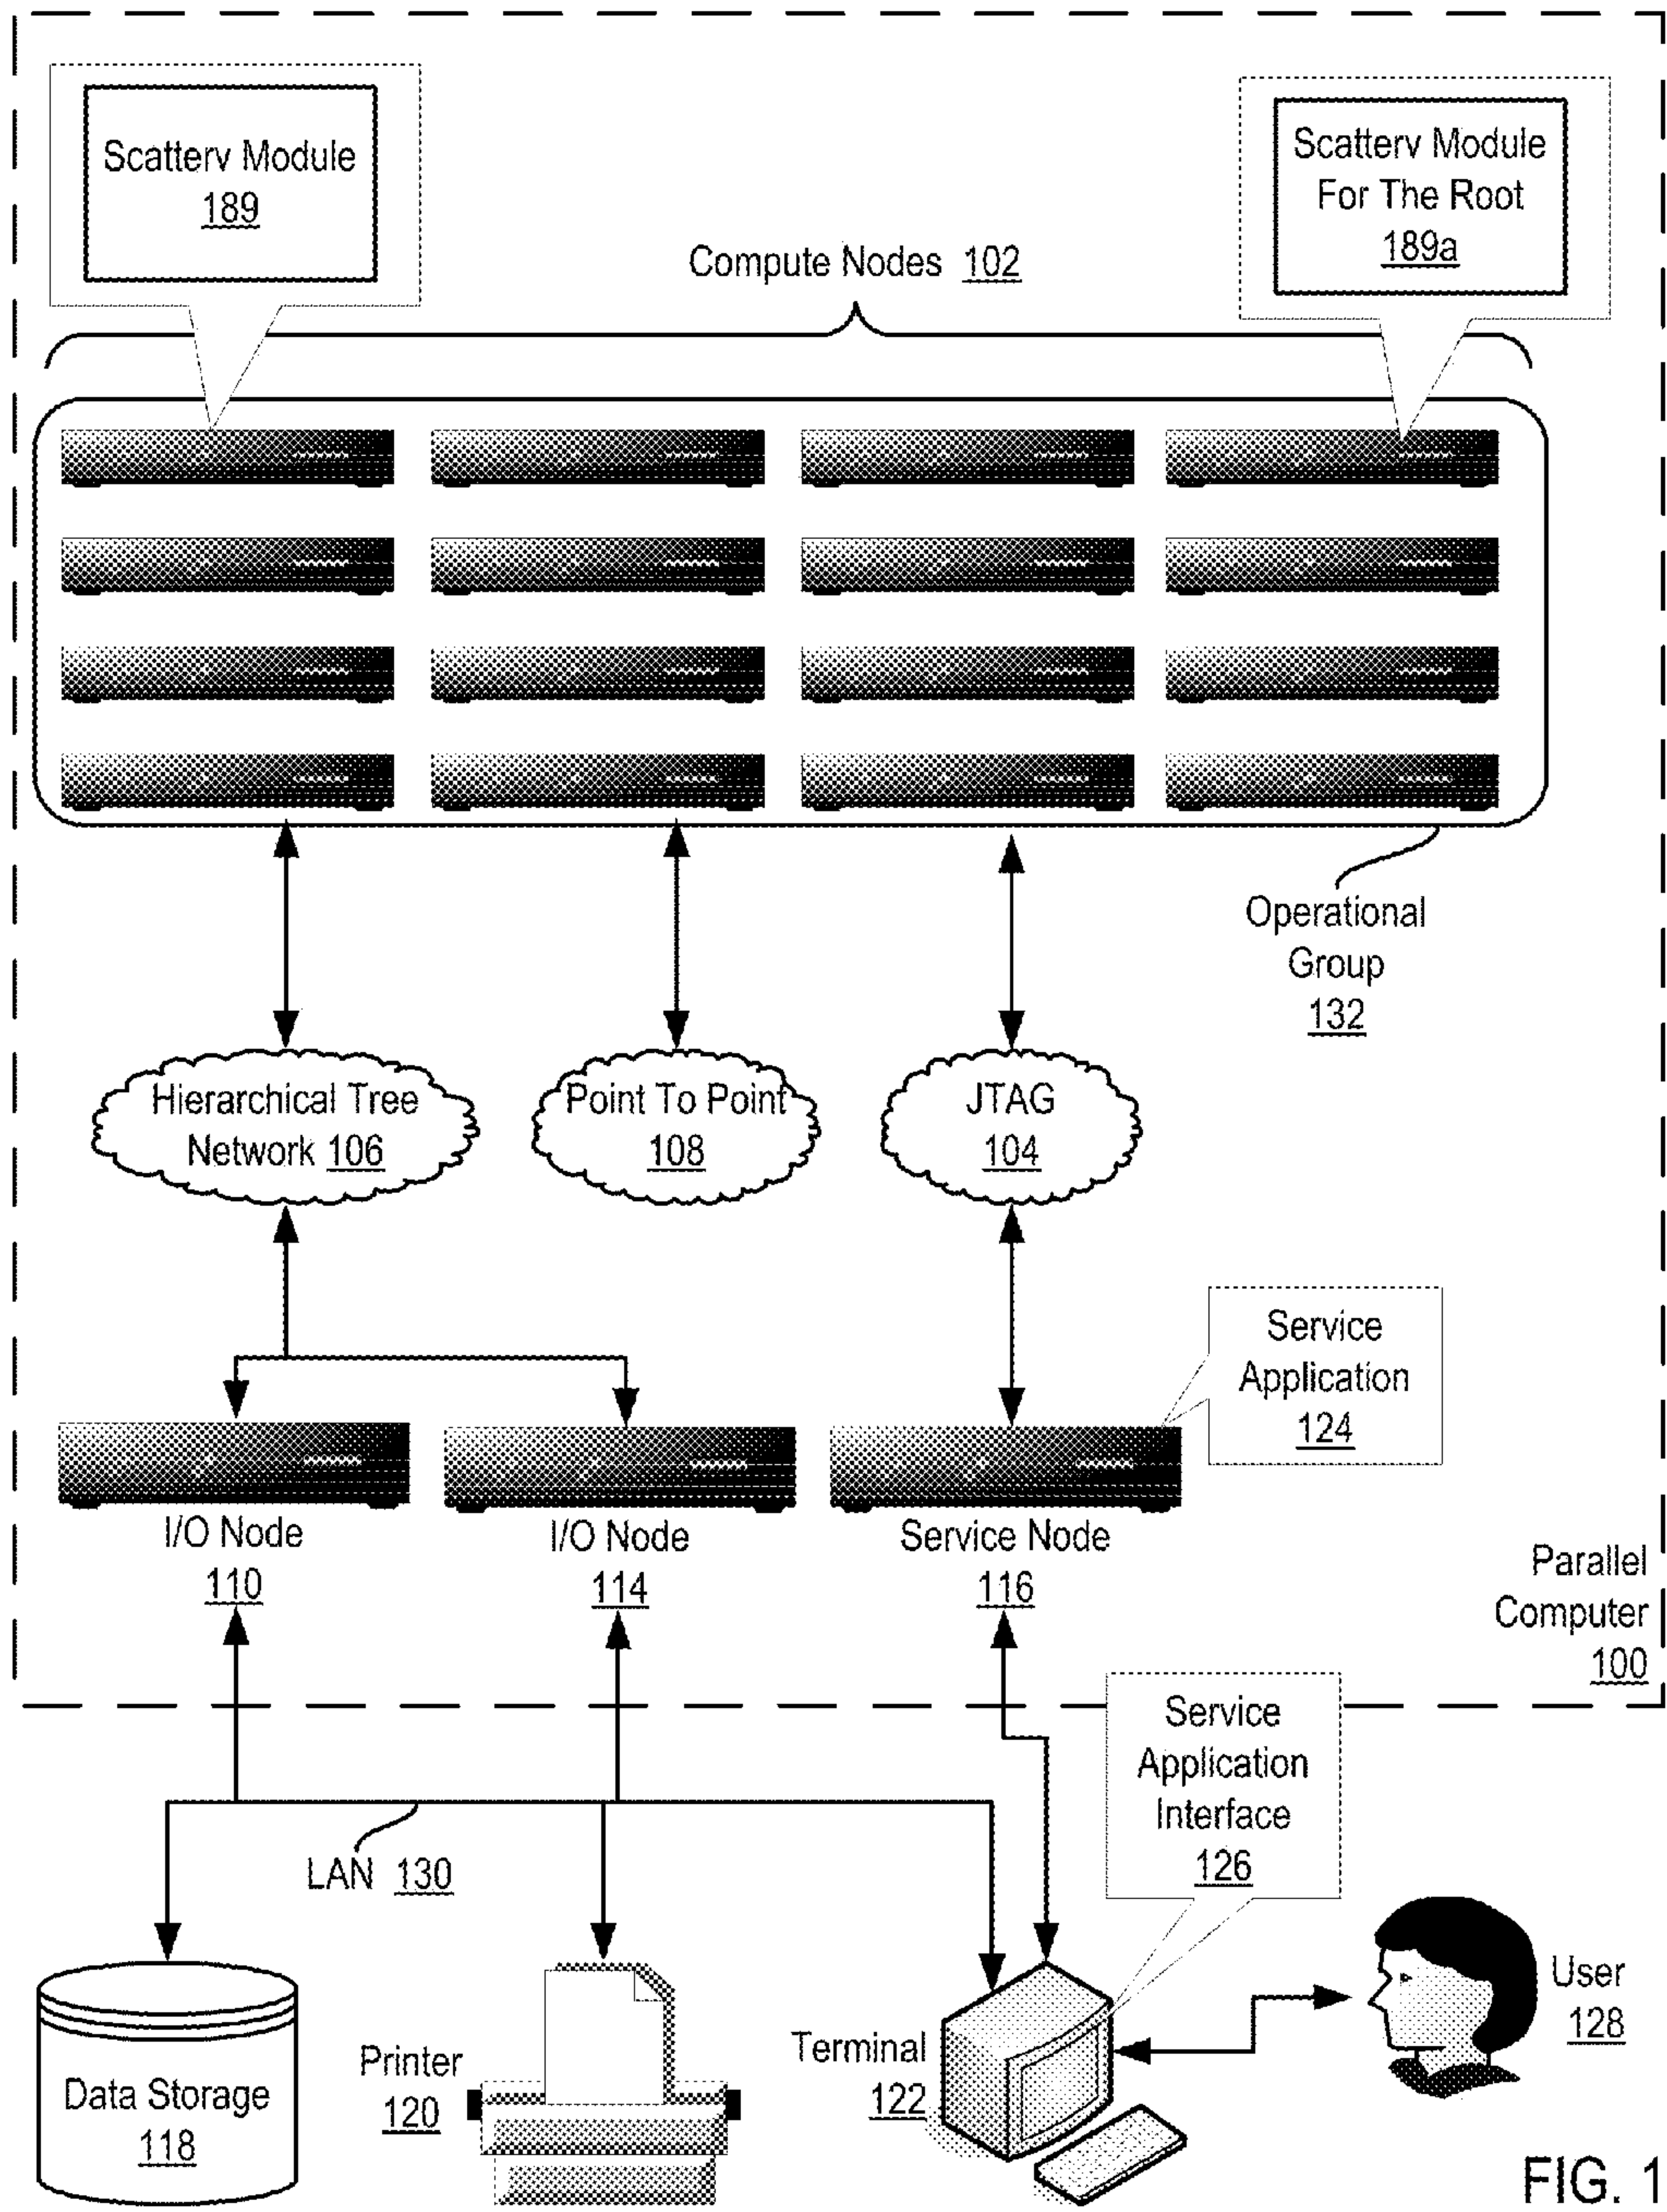 Scatterv Module
189
Scatterv Module
For The Root
189a
Compute Nodes 102
Operational
Group
132
Hierarchical Tree
Network 106
Point To Point
108
JTAG
104
Service
Application
124
I/O Node
110
I/O Node
114
Service Node
116
Parallel
Computer
100
Service
Application
Interface
126
LAN 130
Data Storage
118
Printer
120
Terminal
122
User
128
FIG. 1